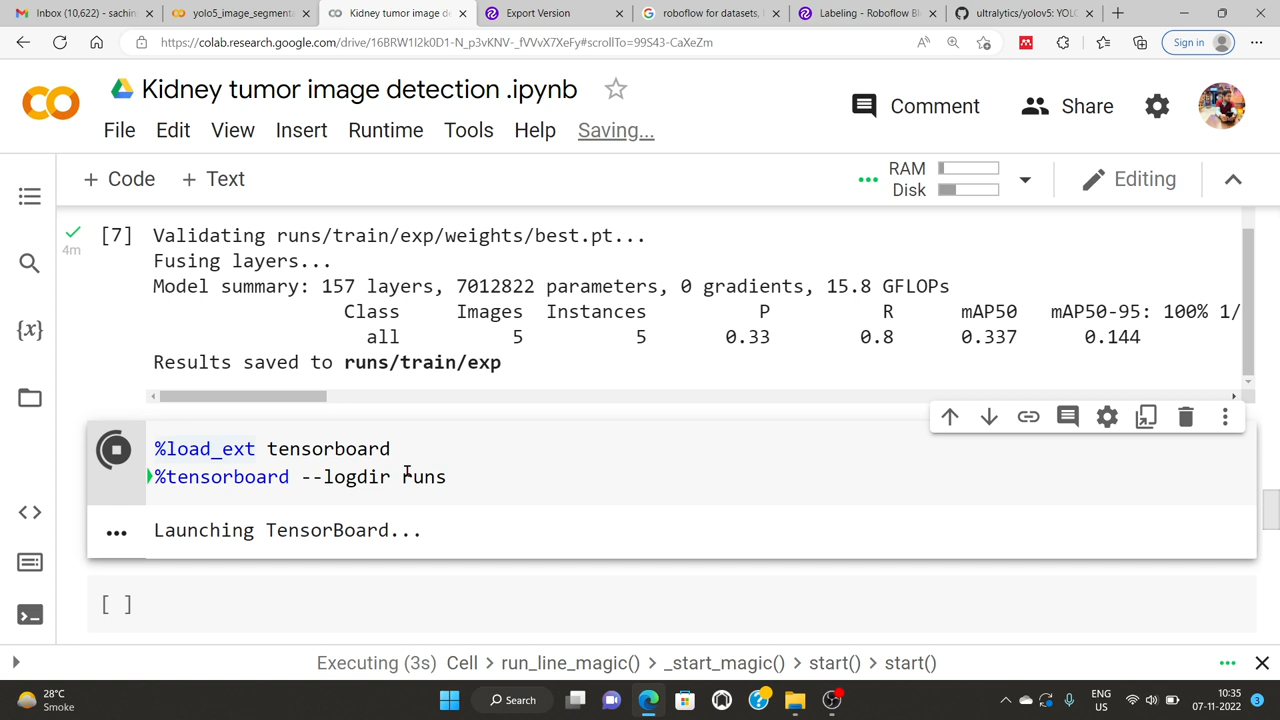 Inbox (10,622) - sachin
yolo5_image_segmenta
Kidney tumor image de
Export Version
roboflow for datasets,
Labeling - Roboflow Bl
ultralytics/yolov5: YOLO
https://colab.research.google.com/drive/16BRW1I2k0D1-N_p3vKNV-_fVVvX7XeFy#scrollTo=99S43-CaXeZm
Sign in
Kidney tumor image detection .ipynb
Comment
Share
File Edit View Insert Runtime Tools Help Saving...
+ Code + Text
RAM
Disk
Editing
[7]
4m
Validating runs/train/exp/weights/best.pt...
Fusing layers...
Model summary: 157 layers, 7012822 parameters, 0 gradients, 15.8 GFLOPs
Class Images Instances P R mAP50 mAP50-95: 100% 1/
all 5 5 0.33 0.8 0.337 0.144
Results saved to runs/train/exp
%load_ext tensorboard
%tensorboard --logdir runs
Launching TensorBoard...
[ ]
{x}
Executing (3s) Cell > run_line_magic() > _start_magic() > start() > start()
28°C
Smoke
Search
ENG
US
10:35
07-11-2022
3